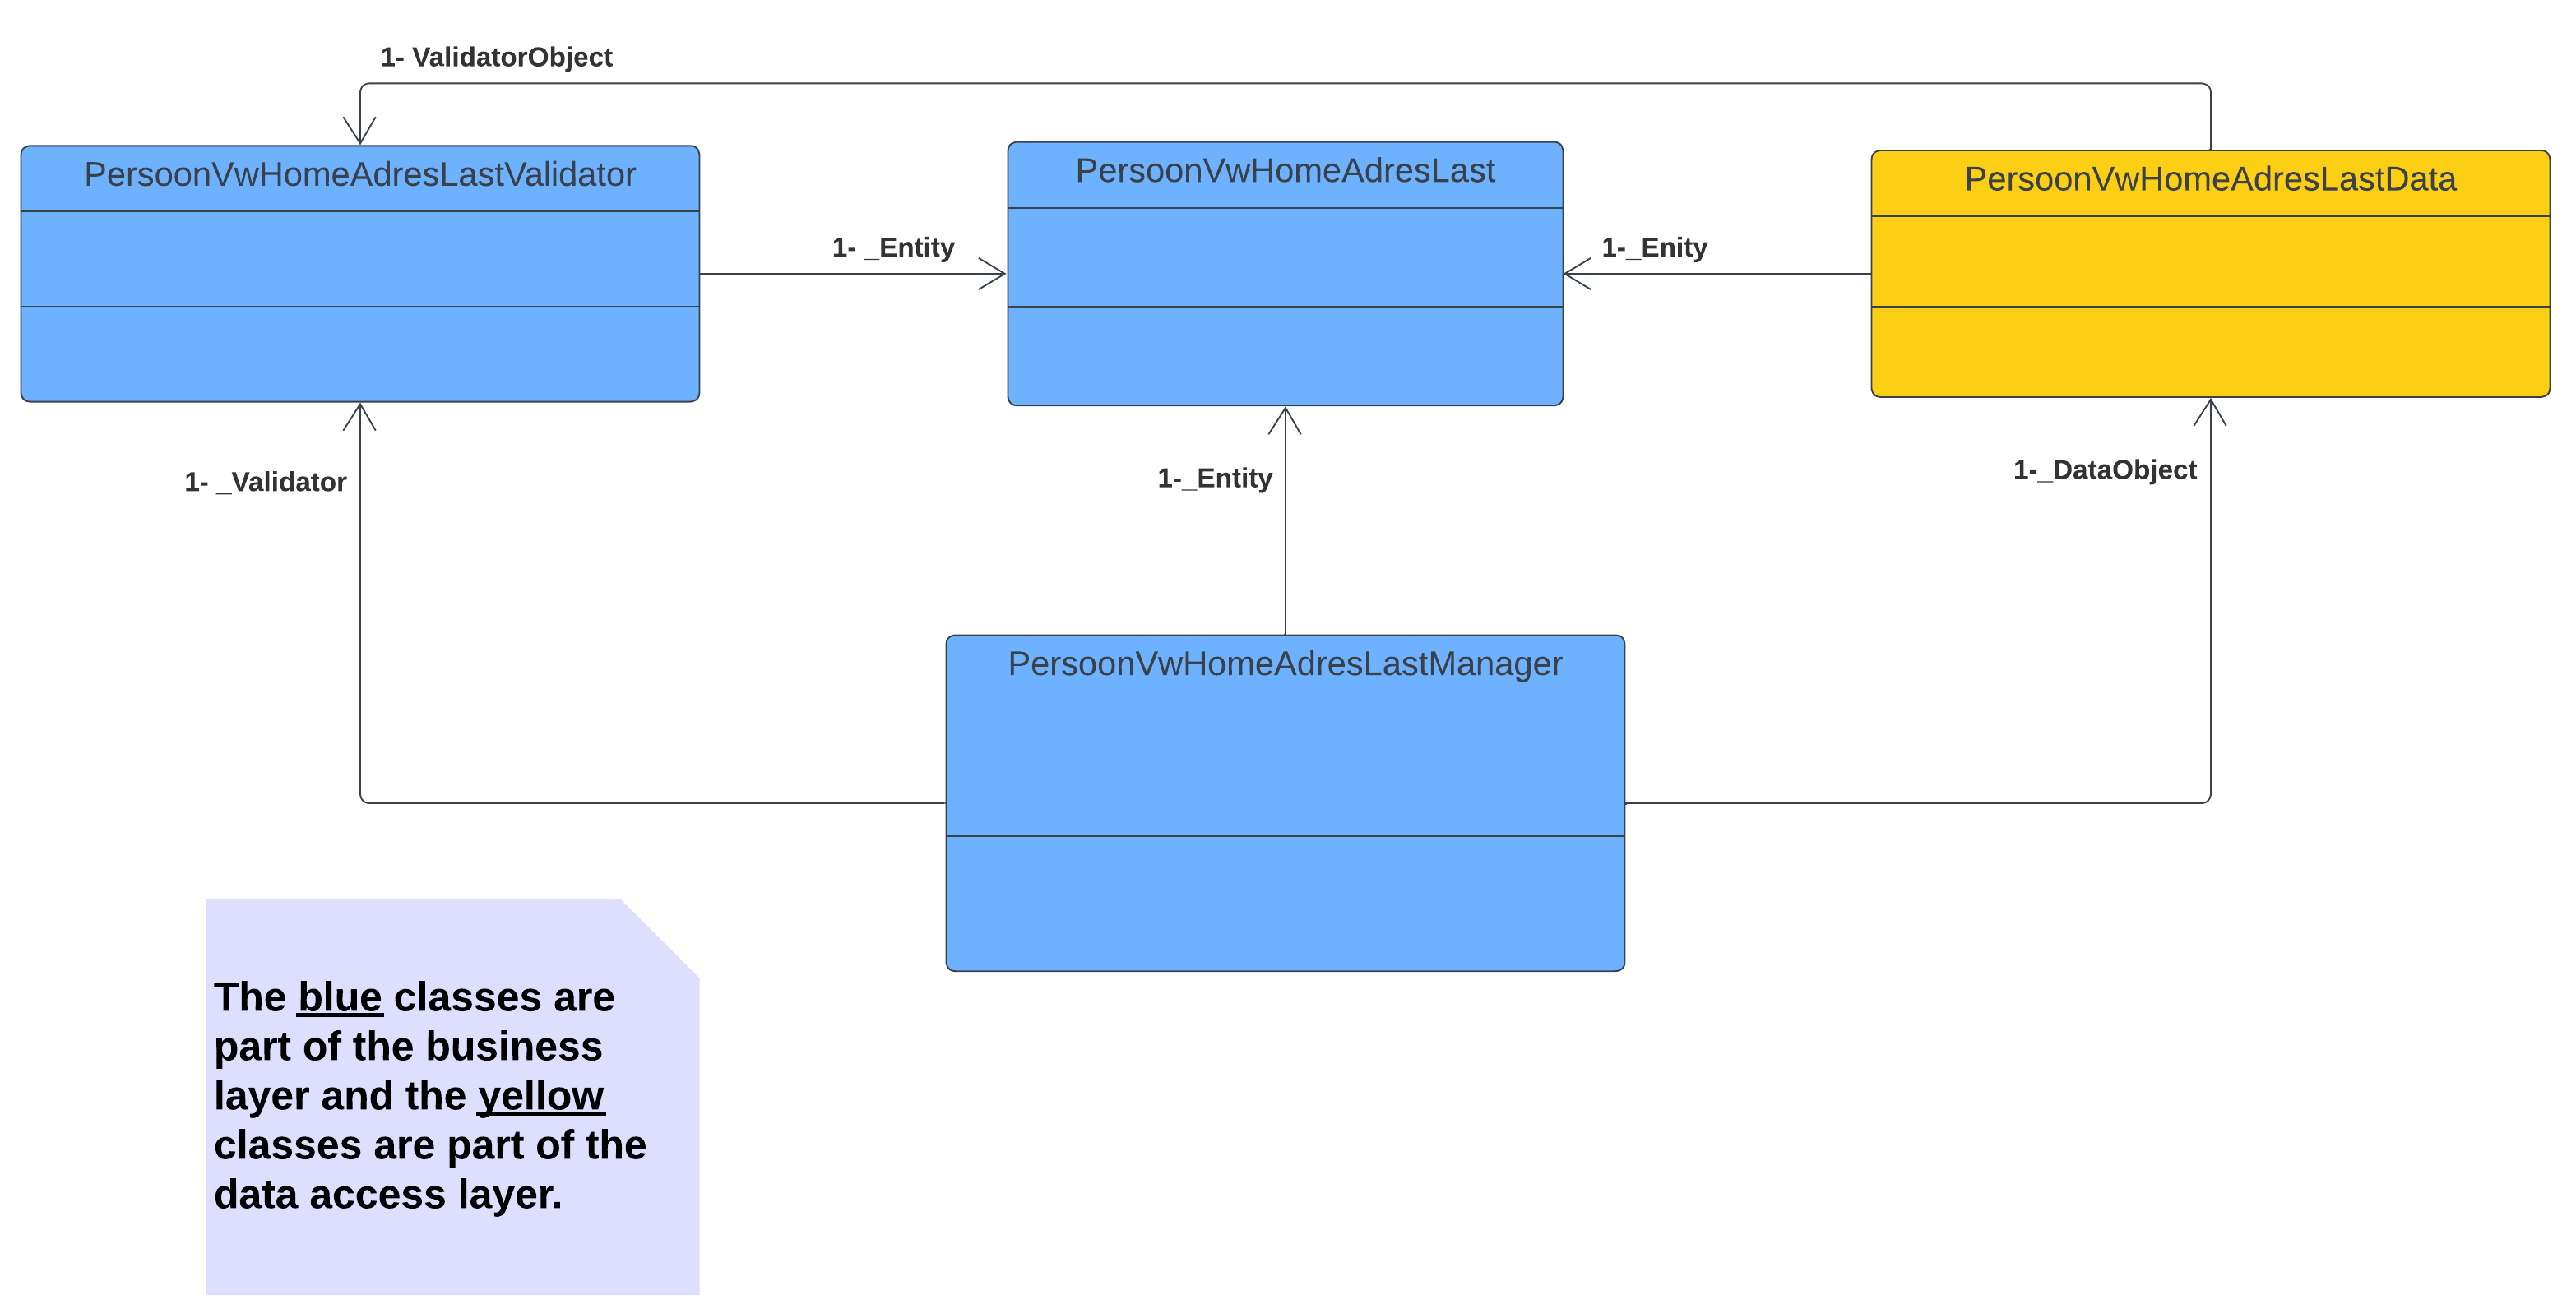 1- ValidatorObject
PersoonVwHomeAdresLastValidator
PersoonVwHomeAdresLast
PersoonVwHomeAdresLastData
1- _Entity
1-_Enity
1- _Validator
1-_Entity
1-_DataObject
PersoonVwHomeAdresLastManager
The blue classes are
part of the business
layer and the yellow
classes are part of the
data access layer.